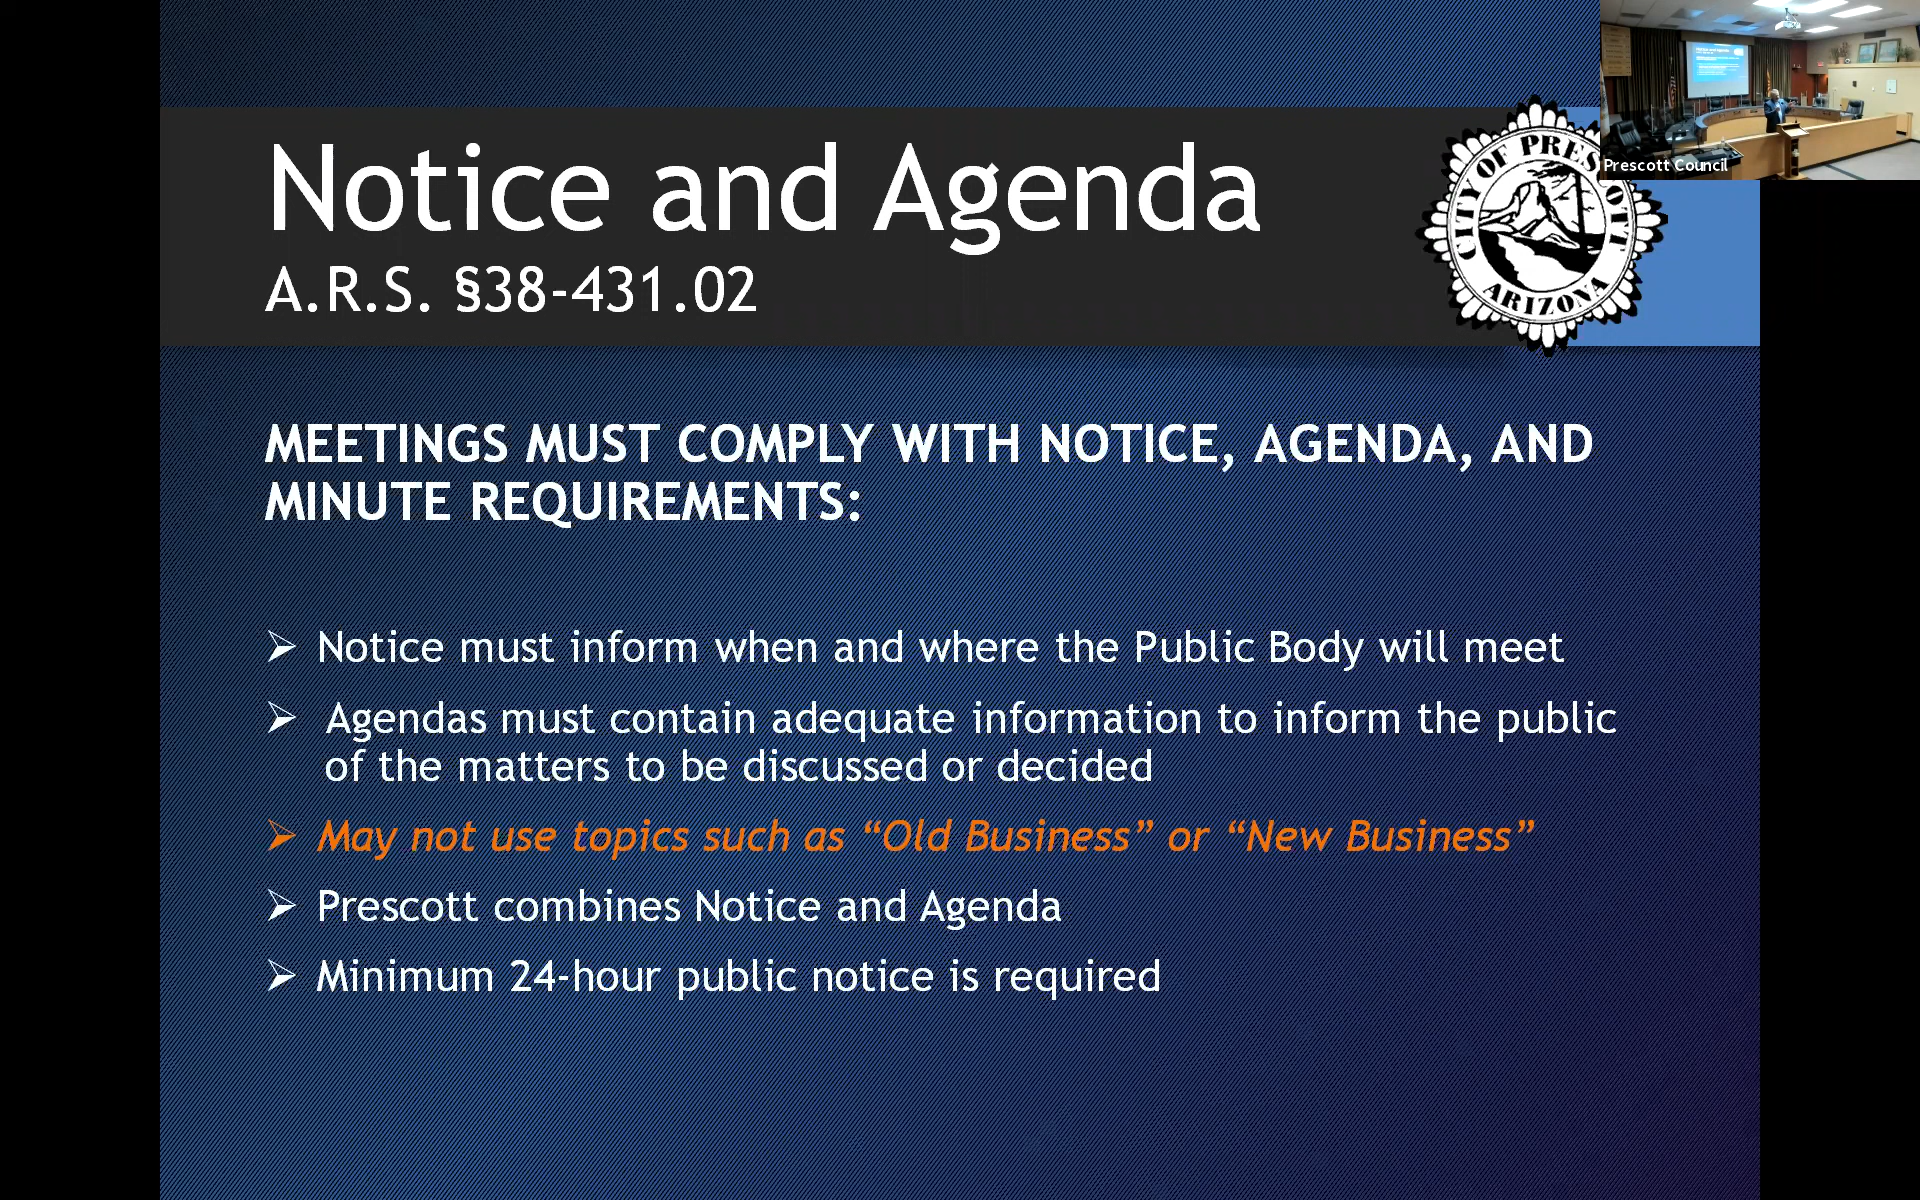 Notice and Agenda
A.R.S. §38-431.02
CITY OF PRES
ARIZONA
Prescott Council
MEETINGS MUST COMPLY WITH NOTICE, AGENDA, AND
MINUTE REQUIREMENTS:
Notice must inform when and where the Public Body will meet
Agendas must contain adequate information to inform the public
of the matters to be discussed or decided
May not use topics such as “Old Business” or “New Business”
Prescott combines Notice and Agenda
Minimum 24-hour public notice is required